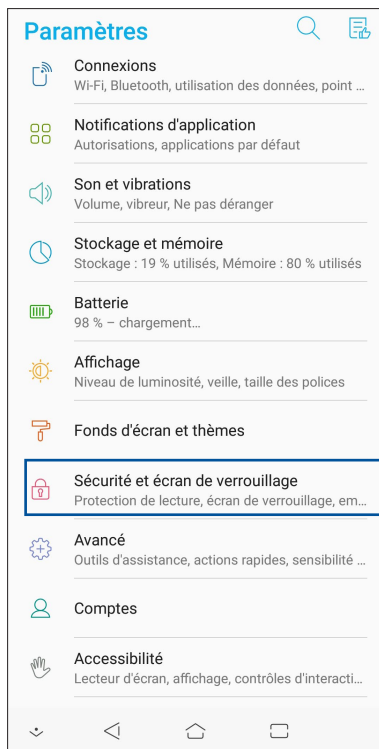 Paramètres
Connexions
Wi-Fi, Bluetooth, utilisation des données, point ...
Notifications d'application
Autorisations, applications par défaut
Son et vibrations
Volume, vibreur, Ne pas déranger
Stockage et mémoire
Stockage : 19 % utilisés, Mémoire : 80 % utilisés
Batterie
98 % – chargement...
Affichage
Niveau de luminosité, veille, taille des polices
Fonds d'écran et thèmes
Sécurité et écran de verrouillage
Protection de lecture, écran de verrouillage, em...
Avancé
Outils d'assistance, actions rapides, sensibilité ...
Comptes
Accessibilité
Lecteur d'écran, affichage, contrôles d'interacti...